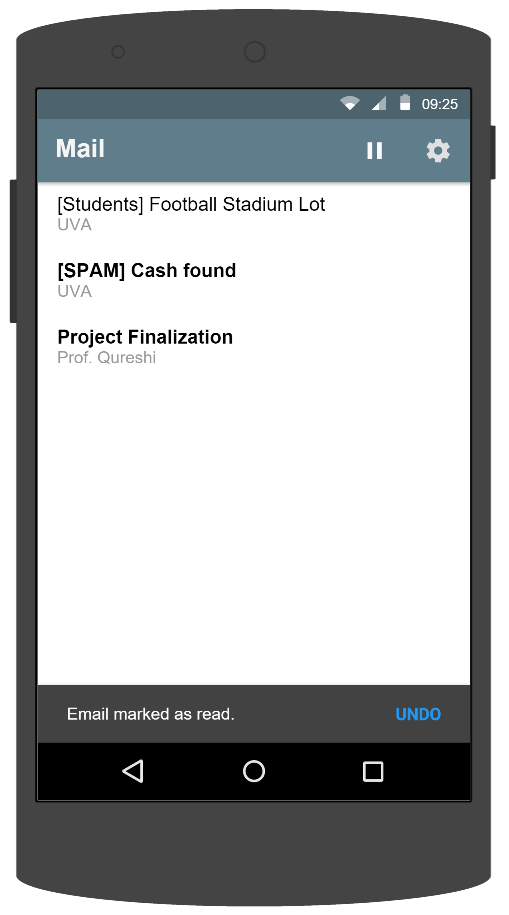 09:25
Mail
[Students] Football Stadium Lot
UVA
[SPAM] Cash found
UVA
Project Finalization
Prof. Qureshi
Email marked as read. UNDO